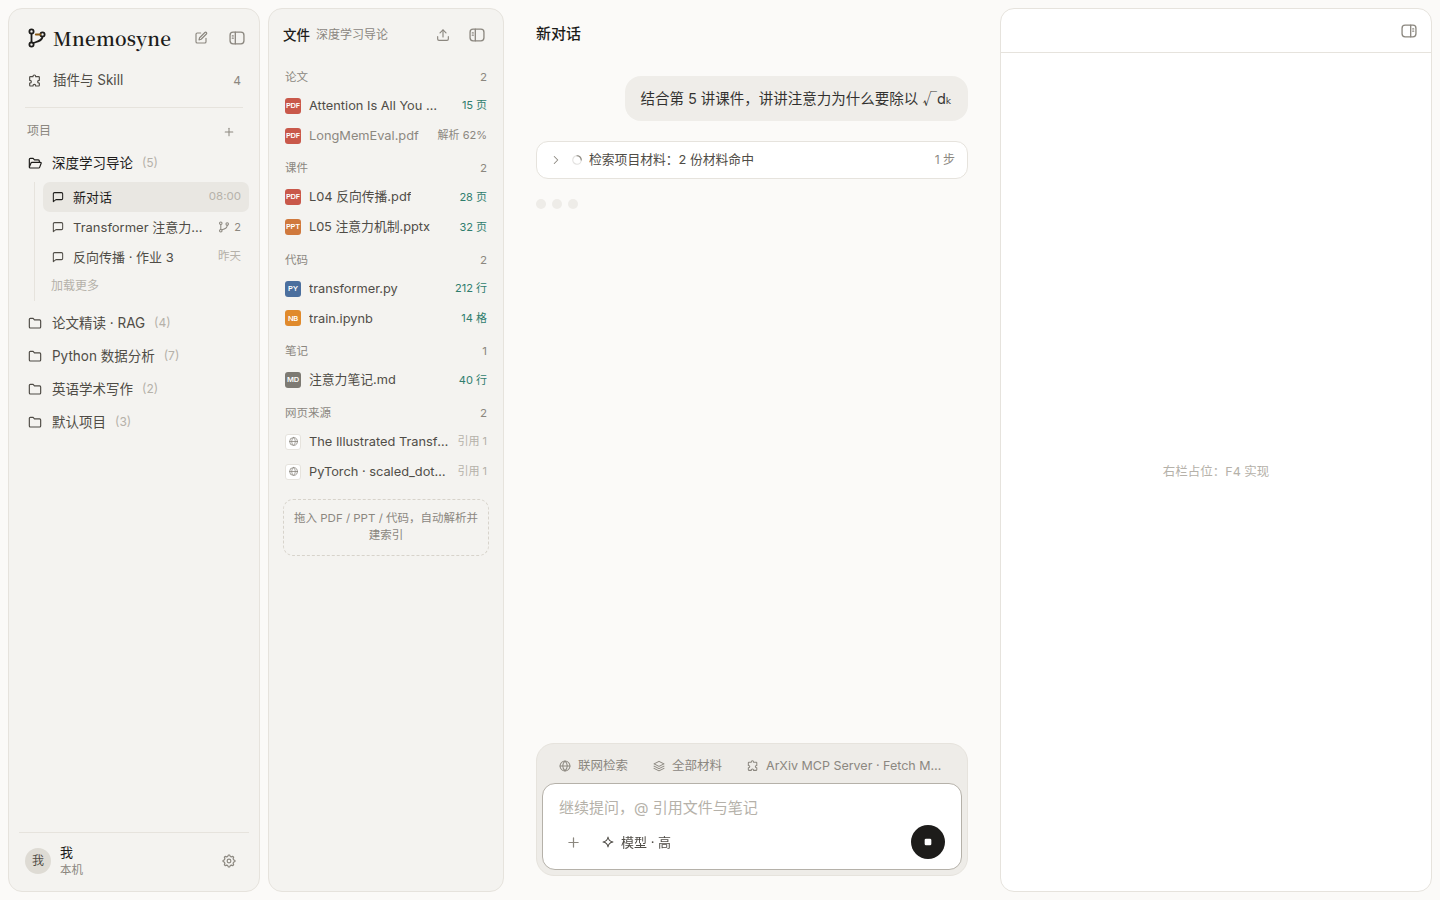 Mnemosyne
插件与 Skill 4
项目
深度学习导论 (5)
新对话 08:00
Transformer 注意力... 2
反向传播 · 作业 3 昨天
加载更多
论文精读 · RAG (4)
Python 数据分析 (7)
英语学术写作 (2)
默认项目 (3)
我 我
本机
文件 深度学习导论
论文 2
PDF Attention Is All You ... 15 页
PDF LongMemEval.pdf 解析 62%
课件 2
PDF L04 反向传播.pdf 28 页
PPT L05 注意力机制.pptx 32 页
代码 2
PY transformer.py 212 行
NB train.ipynb 14 格
笔记 1
MD 注意力笔记.md 40 行
网页来源 2
The Illustrated Transf... 引用 1
PyTorch · scaled_dot... 引用 1
拖入 PDF / PPT / 代码，自动解析并
建索引
新对话
结合第 5 讲课件，讲讲注意力为什么要除以 √dₖ
检索项目材料：2 份材料命中 1 步
联网检索 全部材料 ArXiv MCP Server · Fetch M...
继续提问，@ 引用文件与笔记
模型 · 高
右栏占位：F4 实现